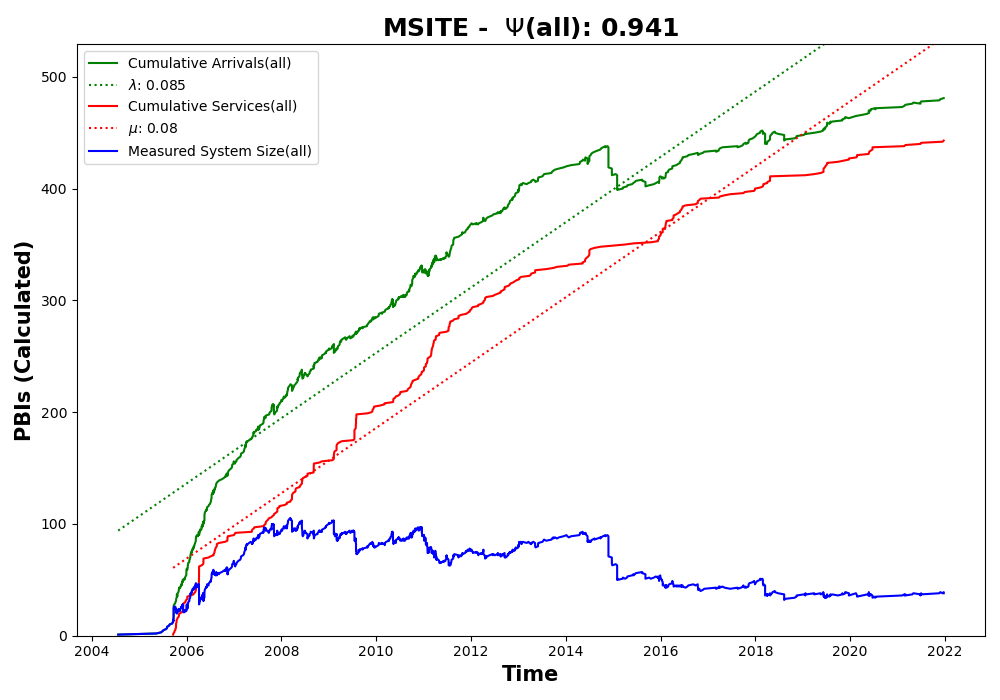 MSITE - Ψ(all): 0.941
Cumulative Arrivals(all)
λ: 0.085
Cumulative Services(all)
μ: 0.08
Measured System Size(all)
PBIs (Calculated)
500
400
300
200
100
0
2004 2006 2008 2010 2012 2014 2016 2018 2020 2022
Time